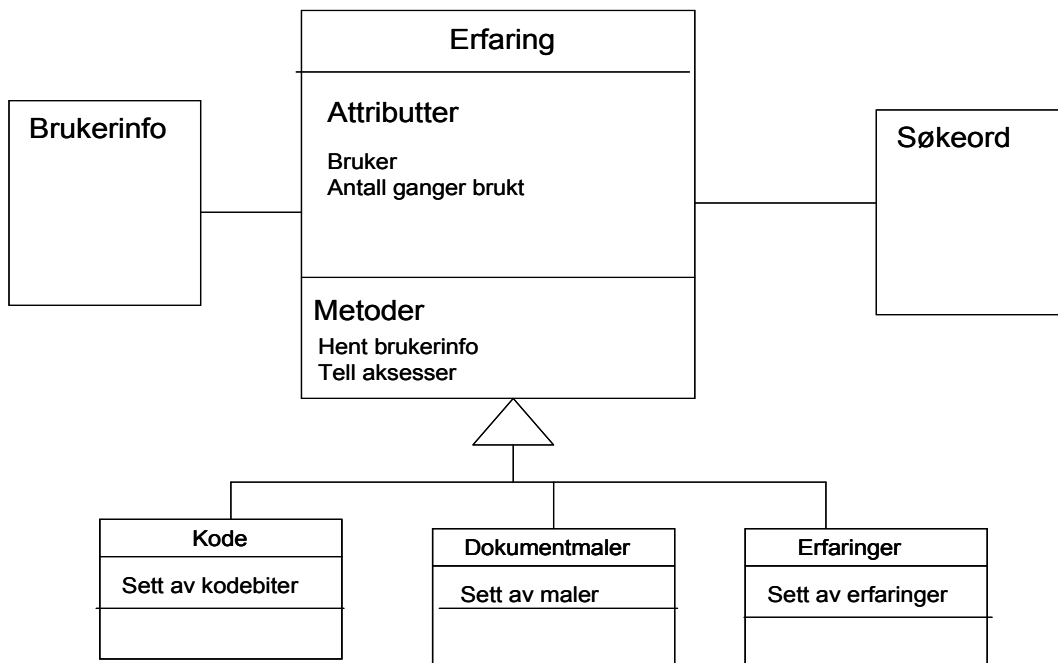 Erfaring
Attributter
Bruker
Antall ganger brukt
Metoder
Hent brukerinfo
Tell aksesser
Brukerinfo
Søkeord
Kode
Sett av kodebiter
Dokumentmaler
Sett av maler
Erfaringer
Sett av erfaringer